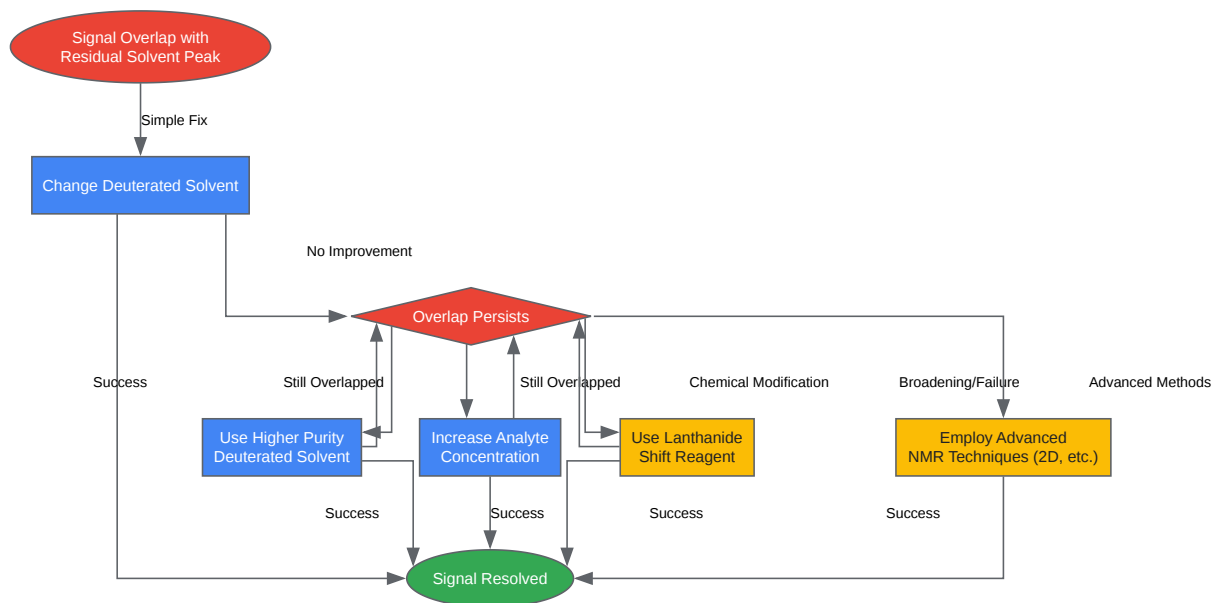 Signal Overlap with
Residual Solvent Peak
Simple Fix
Change Deuterated Solvent
No Improvement
Overlap Persists
Success
Still Overlapped
Still Overlapped
Chemical Modification
Broadening/Failure
Advanced Methods
Use Higher Purity
Deuterated Solvent
Increase Analyte
Concentration
Use Lanthanide
Shift Reagent
Employ Advanced
NMR Techniques (2D, etc.)
Success
Success
Success
Success
Signal Resolved